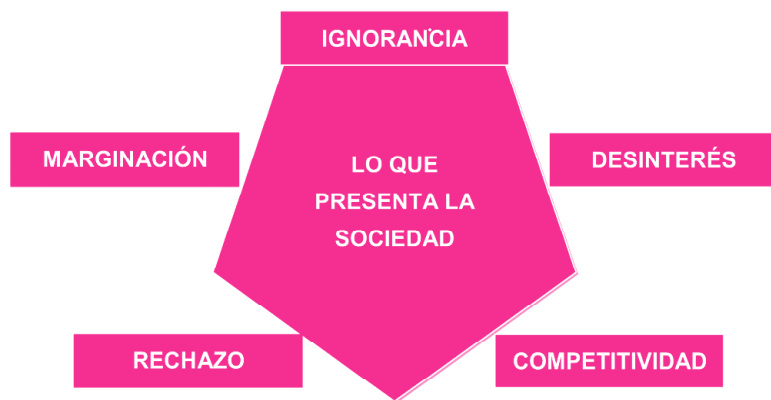 IGNORANCIA
MARGINACIÓN
DESINTERÉS
LO QUE
PRESENTA LA
SOCIEDAD
RECHAZO
COMPETITIVIDAD